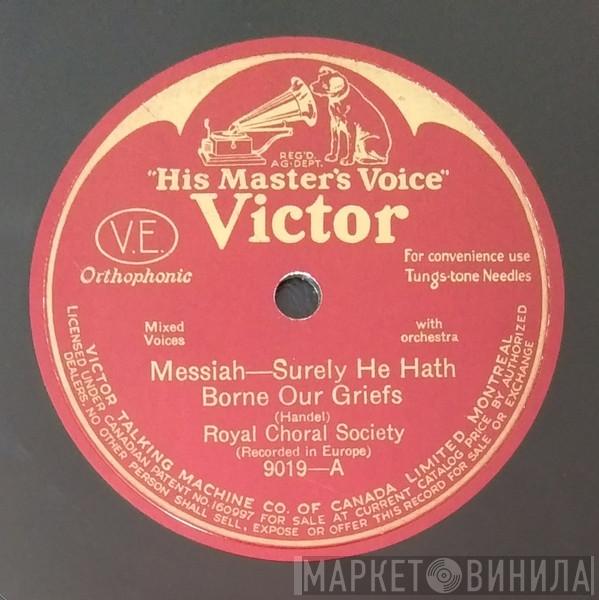 REG'D.
AG-DEPT.
"His Master's Voice"
Victor
V.E.
Orthophonic
For convenience use
Tungs-tone Needles
Mixed
Voices
with
orchestra
Messiah—Surely He Hath
Borne Our Griefs
(Handel)
Royal Choral Society
(Recorded in Europe)
9019—A
VICTOR TALKING MACHINE CO. OF CANADA, LIMITED, MONTREAL
LICENSED UNDER CANADIAN PATENT NO. 160997 FOR SALE AT CURRENT CATALOG PRICE BY AUTHORIZED
DEALERS, NO OTHER PERSON SHALL SELL, EXPOSE OR OFFER THIS RECORD FOR SALE OR EXCHANGE
МАРКЕТ ВИНИЛА